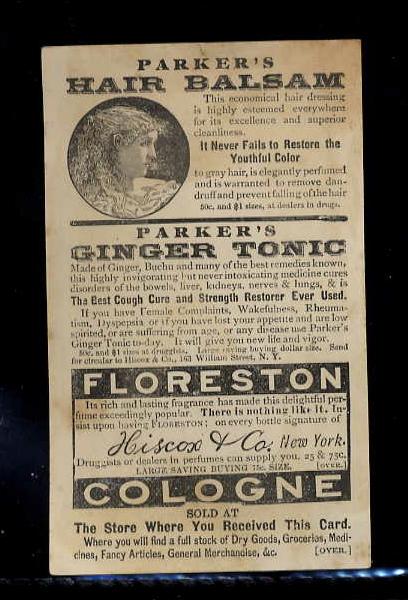 PARKER'S
HAIR BALSAM
This economical hair dressing
is highly esteemed everywhere
for its excellence and superior
cleanliness.
It Never Fails to Restore the
Youthful Color
to gray hair, is elegantly perfumed
and is warranted to remove dan-
druff and prevent falling of the hair
50c. and $1 sizes, at dealers in drugs.
PARKER'S
GINGER TONIC
Made of Ginger, Buchu and many of the best remedies known,
this highly invigorating but never intoxicating medicine cures
disorders of the bowels, liver, kidneys, nerves & lungs, & is
The Best Cough Cure and Strength Restorer Ever Used.
If you have Female Complaints, Wakefulness, Rheuma-
tism, Dyspepsia or if you have lost your appetite and are low
spirited, or are suffering from age, or any disease use Parker's
Ginger Tonic to-day. It will give you new life and vigor.
50c. and $1 sizes at druggists. Large saving buying dollar size. Send
for circular to Hiscox & Co., 163 William Street, N. Y.
FLORESTON
Its rich and lasting fragrance has made this delightful per-
fume exceedingly popular. There is nothing like it. In-
sist upon having FLORESTON; on every bottle signature of
Hiscox & Co. New York.
Druggists or dealers in perfumes can supply you. 25 & 75c.
LARGE SAVING BUYING 75c. SIZE. [OVER.]
COLOGNE
SOLD AT
The Store Where You Received This Card.
Where you will find a full stock of Dry Goods, Groceries, Medi-
cines, Fancy Articles, General Merchandise, &c. [OVER.]